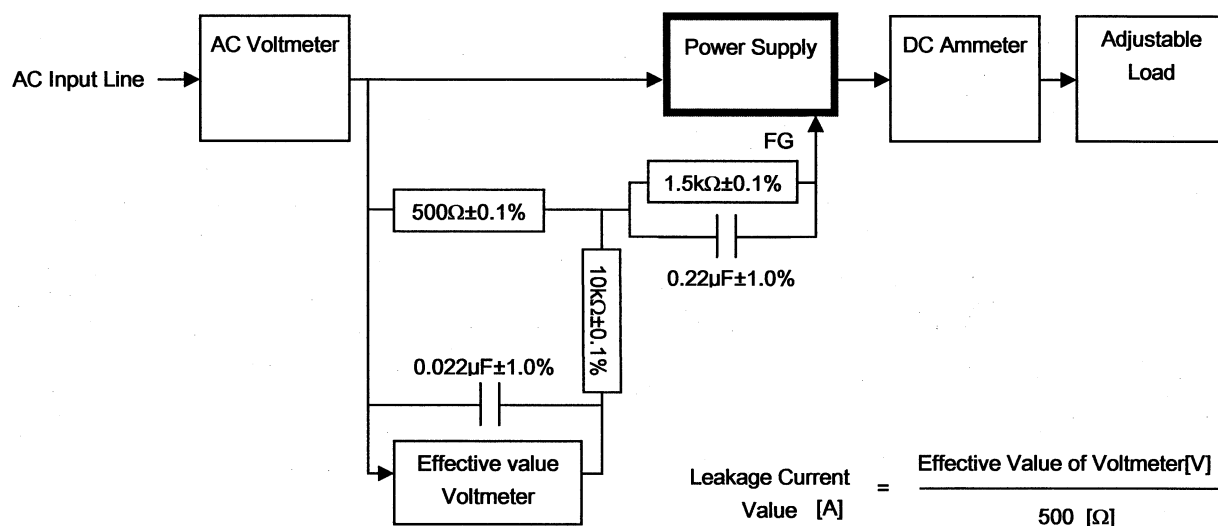 AC Voltmeter
Power Supply
DC Ammeter
Adjustable
Load
AC Input Line
FG
1.5kΩ±0.1%
500Ω±0.1%
0.22µF±1.0%
10kΩ±0.1%
0.022µF±1.0%
Effective value
Voltmeter
Leakage Current
Value [A]
=
Effective Value of Voltmeter[V]
500 [Ω]